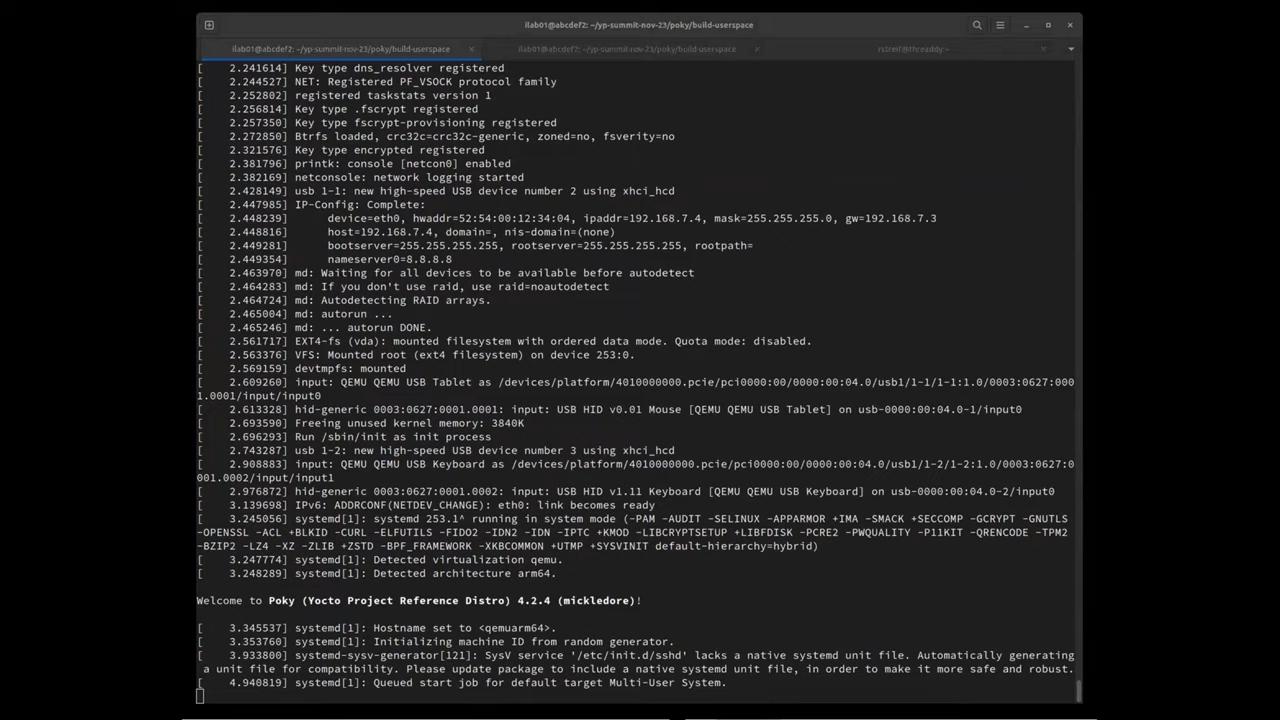 ilab01@abcdef2: ~/yp-summit-nov-23/poky/build-userspace
ilab01@abcdef2: ~/yp-summit-nov-23/poky/build-userspace × ilab01@abcdef2: ~/yp-summit-nov-23/poky/build-userspace ×
[    2.241614] Key type dns_resolver registered
[    2.244527] NET: Registered PF_VSOCK protocol family
[    2.252802] registered taskstats version 1
[    2.256814] Key type .fscrypt registered
[    2.257350] Key type fscrypt-provisioning registered
[    2.272850] Btrfs loaded, crc32c=crc32c-generic, zoned=no, fsverity=no
[    2.321576] Key type encrypted registered
[    2.381796] printk: console [netcon0] enabled
[    2.382169] netconsole: network logging started
[    2.428149] usb 1-1: new high-speed USB device number 2 using xhci_hcd
[    2.447985] IP-Config: Complete:
[    2.448239]      device=eth0, hwaddr=52:54:00:12:34:04, ipaddr=192.168.7.4, mask=255.255.255.0, gw=192.168.7.3
[    2.448816]      host=192.168.7.4, domain=, nis-domain=(none)
[    2.449281]      bootserver=255.255.255.255, rootserver=255.255.255.255, rootpath=
[    2.449354]      nameserver0=8.8.8.8
[    2.463970] md: Waiting for all devices to be available before autodetect
[    2.464283] md: If you don't use raid, use raid=noautodetect
[    2.464724] md: Autodetecting RAID arrays.
[    2.465004] md: autorun ...
[    2.465246] md: ... autorun DONE.
[    2.561717] EXT4-fs (vda): mounted filesystem with ordered data mode. Quota mode: disabled.
[    2.563376] VFS: Mounted root (ext4 filesystem) on device 253:0.
[    2.569159] devtmpfs: mounted
[    2.609260] input: QEMU QEMU USB Tablet as /devices/platform/4010000000.pcie/pci0000:00/0000:00:04.0/usb1/1-1/1-1:1.0/0003:0627:000
1.0001/input/input0
[    2.613328] hid-generic 0003:0627:0001.0001: input: USB HID v0.01 Mouse [QEMU QEMU USB Tablet] on usb-0000:00:04.0-1/input0
[    2.693590] Freeing unused kernel memory: 3840K
[    2.696293] Run /sbin/init as init process
[    2.743287] usb 1-2: new high-speed USB device number 3 using xhci_hcd
[    2.908883] input: QEMU QEMU USB Keyboard as /devices/platform/4010000000.pcie/pci0000:00/0000:00:04.0/usb1/1-2/1-2:1.0/0003:0627:0
001.0002/input/input1
[    2.976872] hid-generic 0003:0627:0001.0002: input: USB HID v1.11 Keyboard [QEMU QEMU USB Keyboard] on usb-0000:00:04.0-2/input0
[    3.139698] IPv6: ADDRCONF(NETDEV_CHANGE): eth0: link becomes ready
[    3.245056] systemd[1]: systemd 253.1^ running in system mode (-PAM -AUDIT -SELINUX -APPARMOR +IMA -SMACK +SECCOMP -GCRYPT -GNUTLS
-OPENSSL -ACL +BLKID -CURL -ELFUTILS -FIDO2 -IDN2 -IDN -IPTC +KMOD -LIBCRYPTSETUP +LIBFDISK -PCRE2 -PWQUALITY -P11KIT -QRENCODE -TPM2
-BZIP2 -LZ4 -XZ -ZLIB +ZSTD -BPF_FRAMEWORK -XKBCOMMON +UTMP +SYSVINIT default-hierarchy=hybrid)
[    3.247774] systemd[1]: Detected virtualization qemu.
[    3.248289] systemd[1]: Detected architecture arm64.
Welcome to Poky (Yocto Project Reference Distro) 4.2.4 (mickledore)!
[    3.345537] systemd[1]: Hostname set to <qemuarm64>.
[    3.353760] systemd[1]: Initializing machine ID from random generator.
[    3.933800] systemd-sysv-generator[121]: SysV service '/etc/init.d/sshd' lacks a native systemd unit file. Automatically generating
a unit file for compatibility. Please update package to include a native systemd unit file, in order to make it more safe and robust.
[    4.940819] systemd[1]: Queued start job for default target Multi-User System.